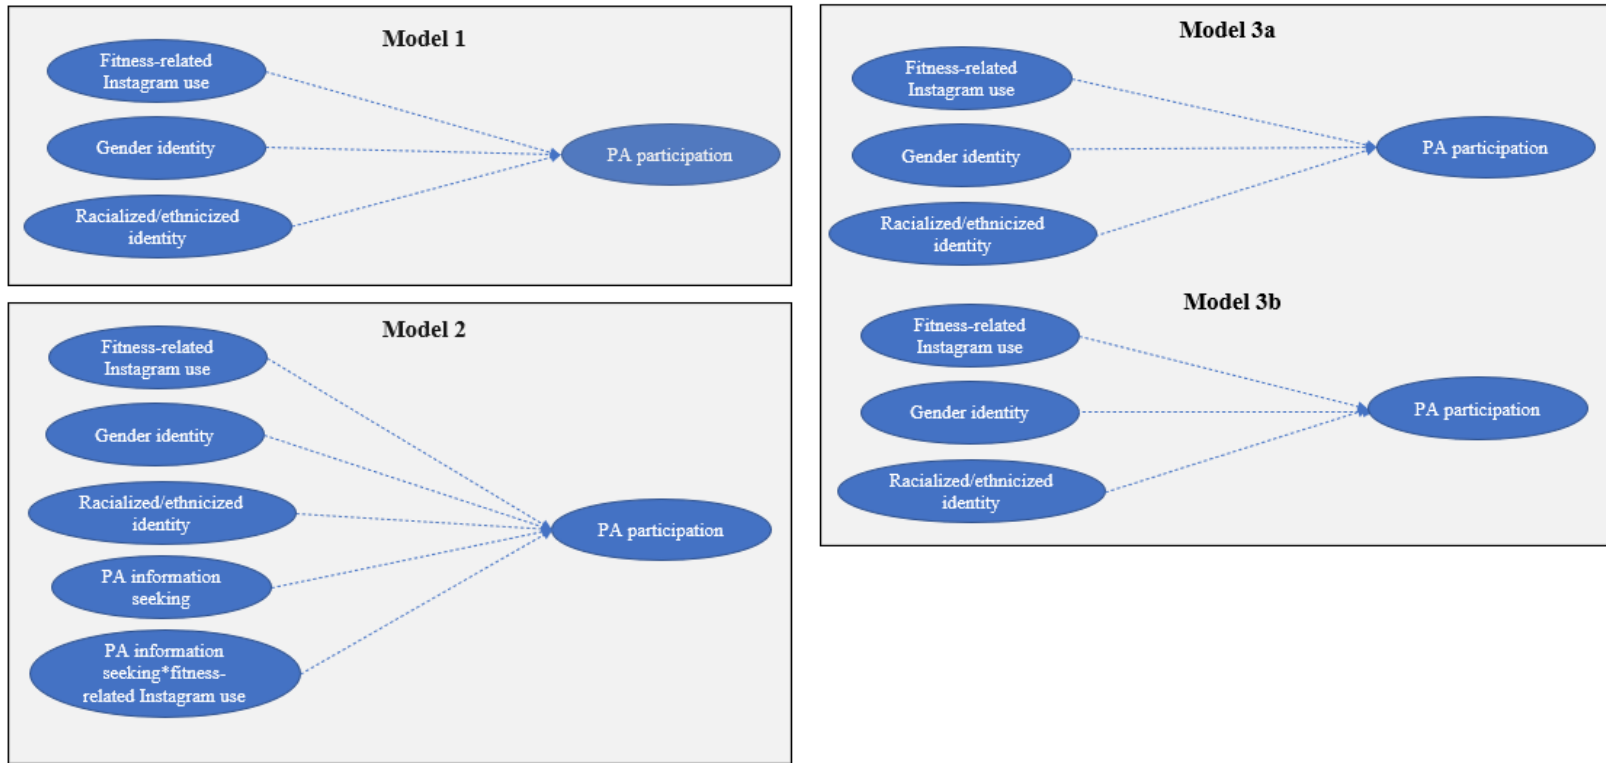 Model 1
Fitness-related
Instagram use
Gender identity
Racialized/ethnicized
identity
PA participation
Model 2
Fitness-related
Instagram use
Gender identity
Racialized/ethnicized
identity
PA information
seeking
PA information
seeking*fitness-
related Instagram use
PA participation
Model 3a
Fitness-related
Instagram use
Gender identity
Racialized/ethnicized
identity
PA participation
Model 3b
Fitness-related
Instagram use
Gender identity
Racialized/ethnicized
identity
PA participation